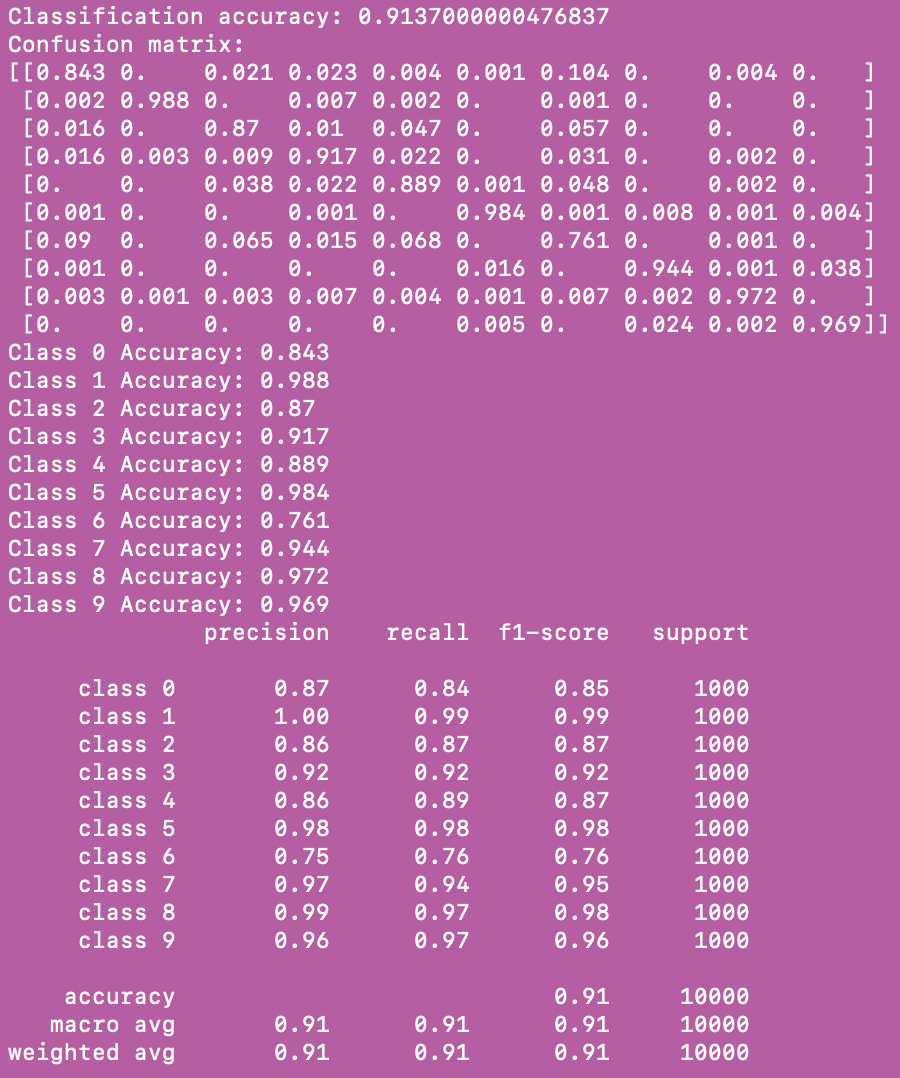 Classification accuracy: 0.9137000000476837
Confusion matrix:
[[0.843 0.    0.021 0.023 0.004 0.001 0.104 0.    0.004 0.   ]
 [0.002 0.988 0.    0.007 0.002 0.    0.001 0.    0.    0.   ]
 [0.016 0.    0.87  0.01  0.047 0.    0.057 0.    0.    0.   ]
 [0.016 0.003 0.009 0.917 0.022 0.    0.031 0.    0.002 0.   ]
 [0.    0.    0.038 0.022 0.889 0.001 0.048 0.    0.002 0.   ]
 [0.001 0.    0.    0.001 0.    0.984 0.001 0.008 0.001 0.004]
 [0.09  0.    0.065 0.015 0.068 0.    0.761 0.    0.001 0.   ]
 [0.001 0.    0.    0.    0.    0.016 0.    0.944 0.001 0.038]
 [0.003 0.001 0.003 0.007 0.004 0.001 0.007 0.002 0.972 0.   ]
 [0.    0.    0.    0.    0.    0.005 0.    0.024 0.002 0.969]]
Class 0 Accuracy: 0.843
Class 1 Accuracy: 0.988
Class 2 Accuracy: 0.87
Class 3 Accuracy: 0.917
Class 4 Accuracy: 0.889
Class 5 Accuracy: 0.984
Class 6 Accuracy: 0.761
Class 7 Accuracy: 0.944
Class 8 Accuracy: 0.972
Class 9 Accuracy: 0.969
              precision    recall  f1-score   support
     class 0       0.87      0.84      0.85      1000
     class 1       1.00      0.99      0.99      1000
     class 2       0.86      0.87      0.87      1000
     class 3       0.92      0.92      0.92      1000
     class 4       0.86      0.89      0.87      1000
     class 5       0.98      0.98      0.98      1000
     class 6       0.75      0.76      0.76      1000
     class 7       0.97      0.94      0.95      1000
     class 8       0.99      0.97      0.98      1000
     class 9       0.96      0.97      0.96      1000
    accuracy                           0.91     10000
   macro avg       0.91      0.91      0.91     10000
weighted avg       0.91      0.91      0.91     10000